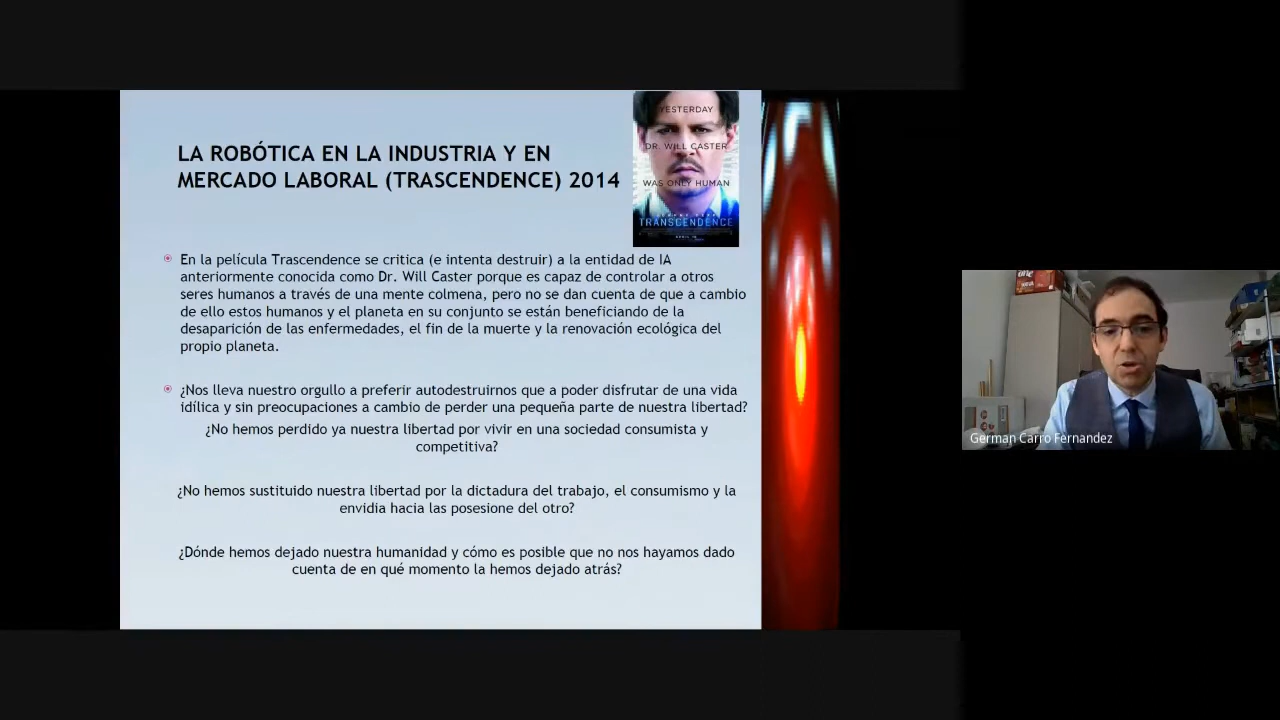 LA ROBÓTICA EN LA INDUSTRIA Y EN
MERCADO LABORAL (TRASCENDENCE) 2014
YESTERDAY
DR. WILL CASTER
WAS ONLY HUMAN
TRANSCENDENCE
En la película Trascendence se critica (e intenta destruir) a la entidad de IA
anteriormente conocida como Dr. Will Caster porque es capaz de controlar a otros
seres humanos a través de una mente colmena, pero no se dan cuenta de que a cambio
de ello estos humanos y el planeta en su conjunto se están beneficiando de la
desaparición de las enfermedades, el fin de la muerte y la renovación ecológica del
propio planeta.
¿Nos lleva nuestro orgullo a preferir autodestruirnos que a poder disfrutar de una vida
idílica y sin preocupaciones a cambio de perder una pequeña parte de nuestra libertad?
¿No hemos perdido ya nuestra libertad por vivir en una sociedad consumista y
competitiva?
¿No hemos sustituido nuestra libertad por la dictadura del trabajo, el consumismo y la
envidia hacia las posesione del otro?
¿Dónde hemos dejado nuestra humanidad y cómo es posible que no nos hayamos dado
cuenta de en qué momento la hemos dejado atrás?
German Carro Fernandez